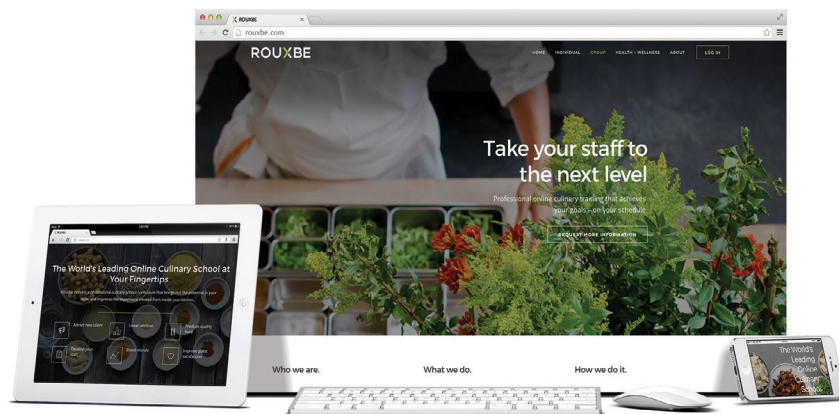 ROUXBE
rouxbe.com
ROUXBE
HOME INDIVIDUAL GROUP HEALTH + WELLNESS ABOUT LOG IN
Take your staff to
the next level
Professional online culinary training that achieves
your goals - on your schedule
REQUEST MORE INFORMATION
Who we are. What we do. How we do it.
The World's Leading Online Culinary School at
Your Fingertips
Attract new talent
Lower attrition
Produce quality
food
Develop your
staff
Boost morale
Improve guest
satisfaction
The World's
Leading
Online
Culinary
School